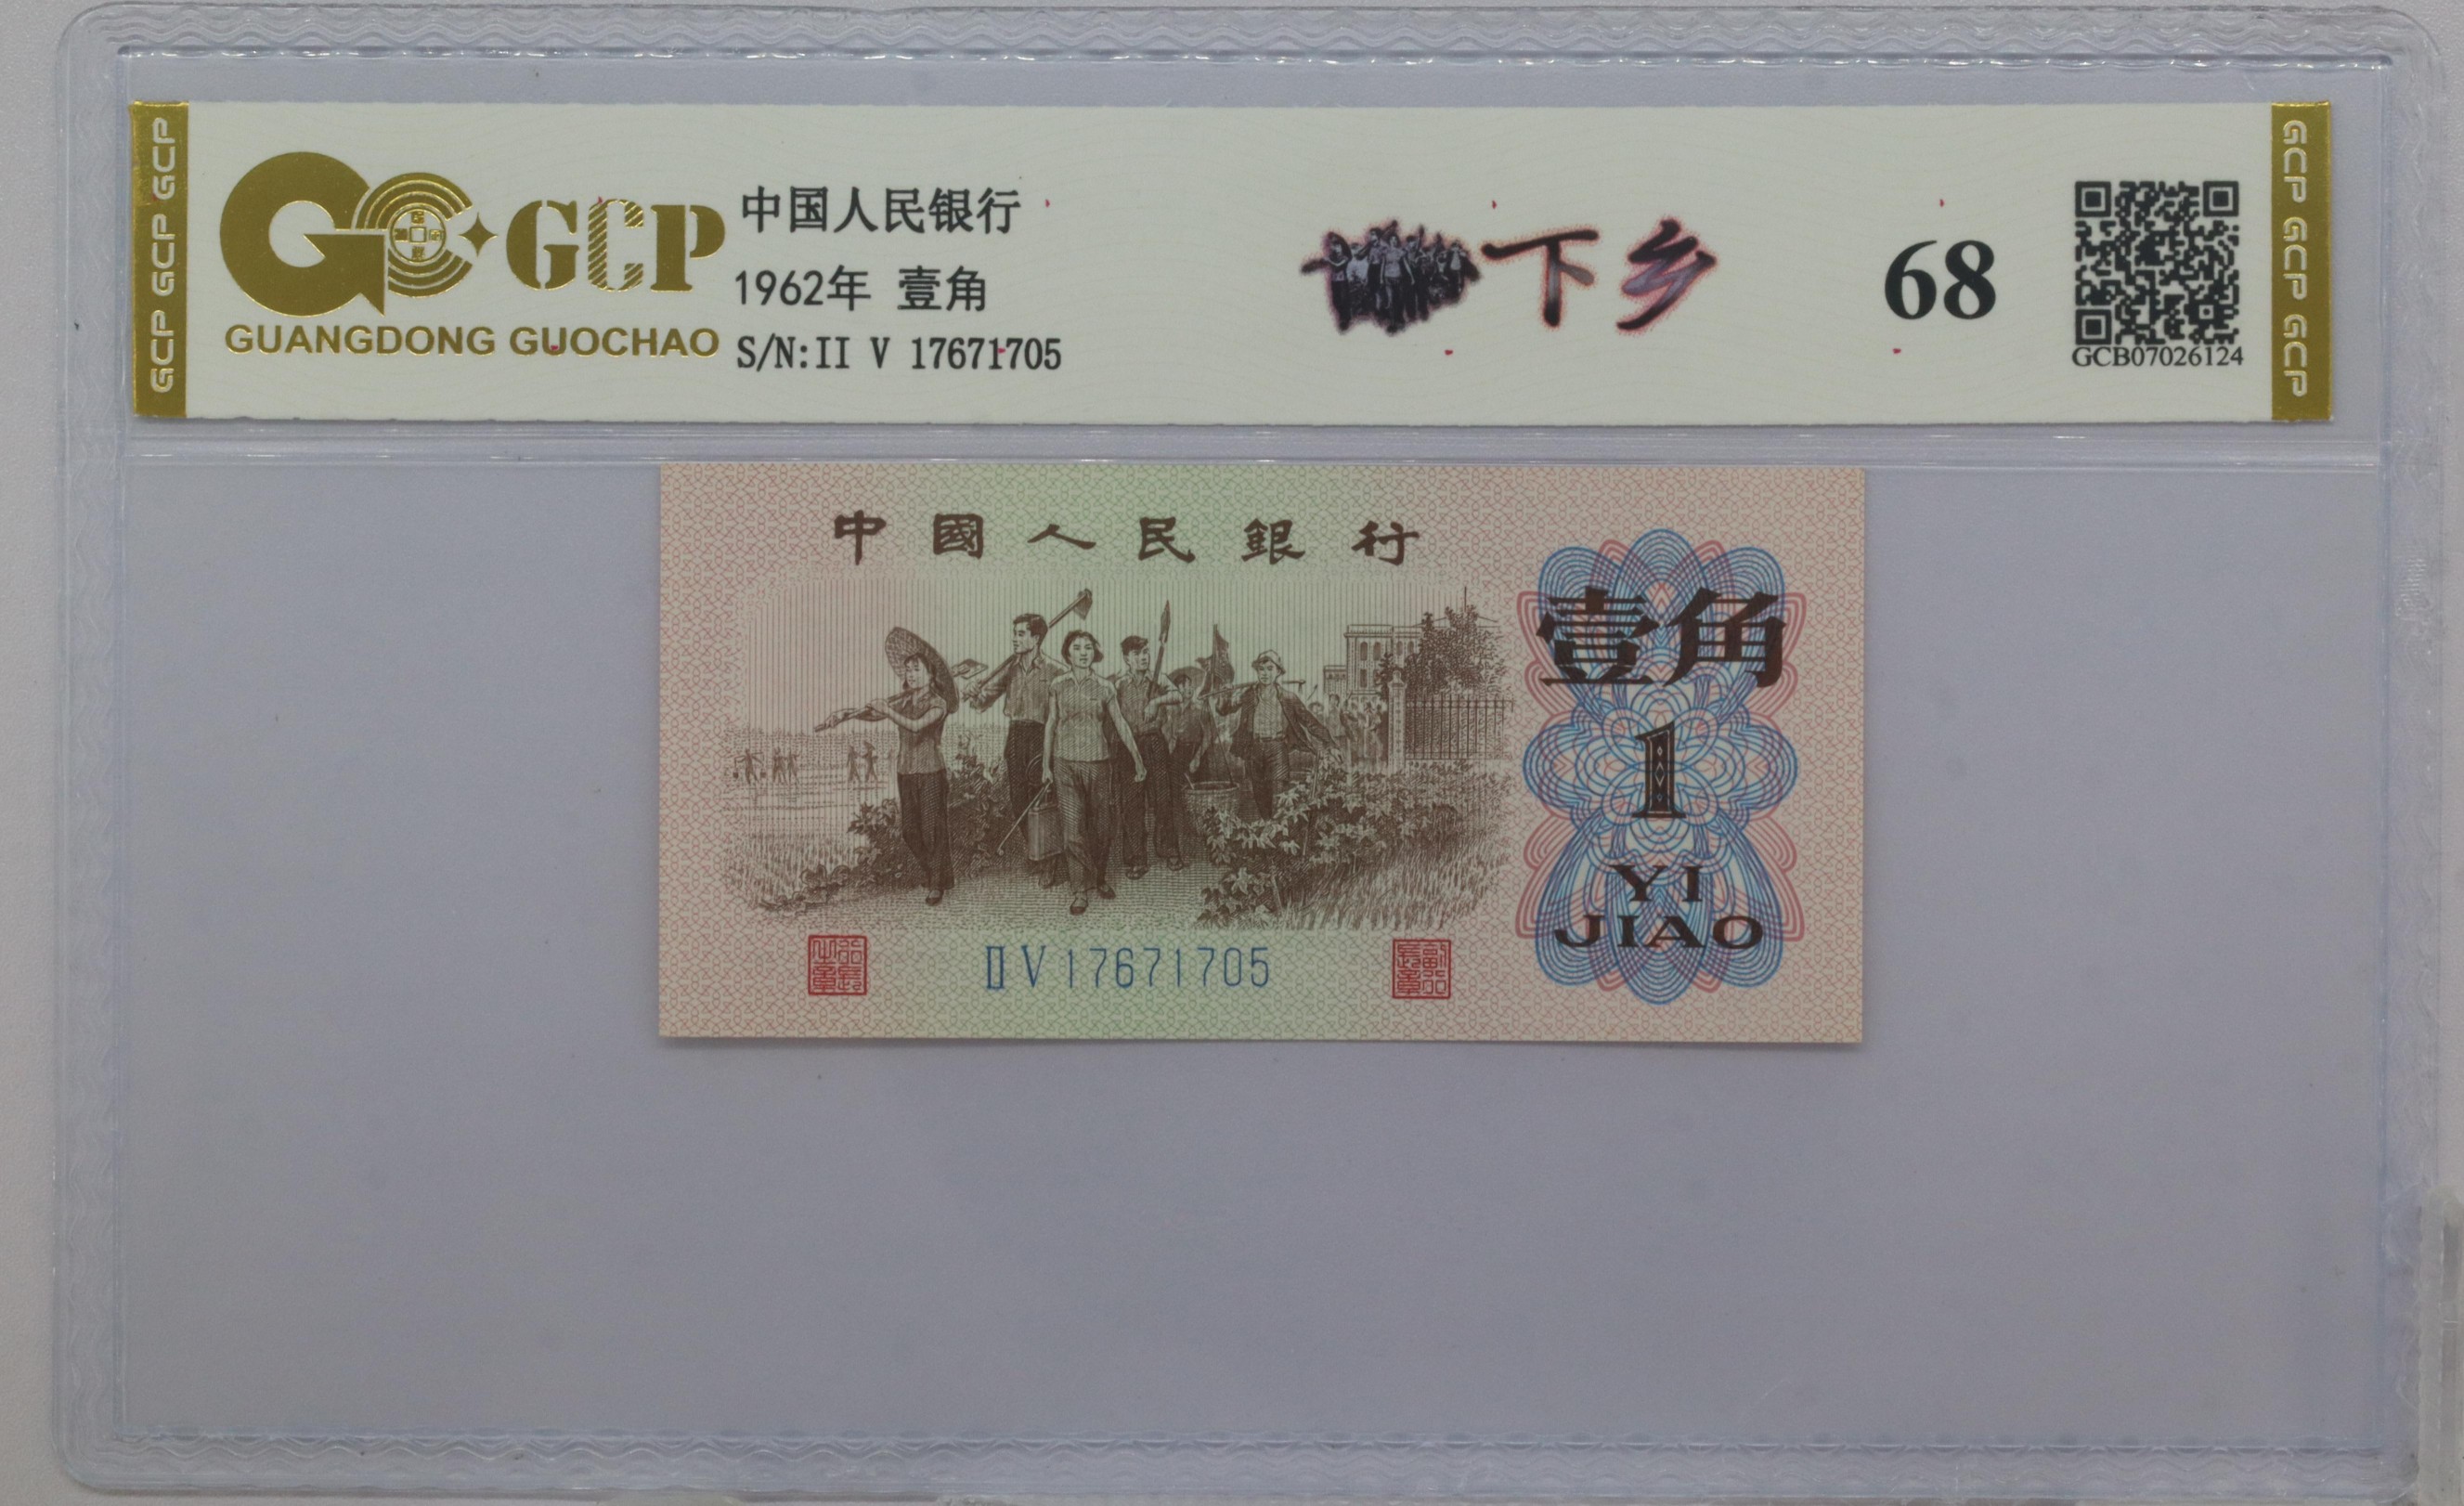 GCP GCP GCP
GCP
GUANGDONG GUOCHAO
中国人民银行
1962年 壹角
S/N:II V 17671705
下乡
68
GCB07026124
GCP GCP GCP
中國人民銀行
壹角
1
YI
JIAO
II V 17671705